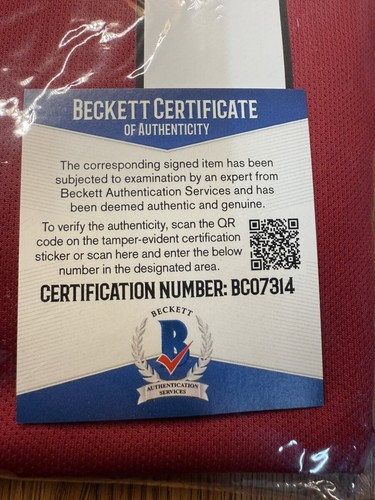 BECKETT CERTIFICATE
OF AUTHENTICITY
The corresponding signed item has been
subjected to examination by an expert from
Beckett Authentication Services and has
been deemed authentic and genuine.
To verify the authenticity, scan the QR
code on the tamper-evident certification
sticker or scan here and enter the below
number in the designated area.
CERTIFICATION NUMBER: BC07314
BECKETT
B
AUTHENTICATION
SERVICES